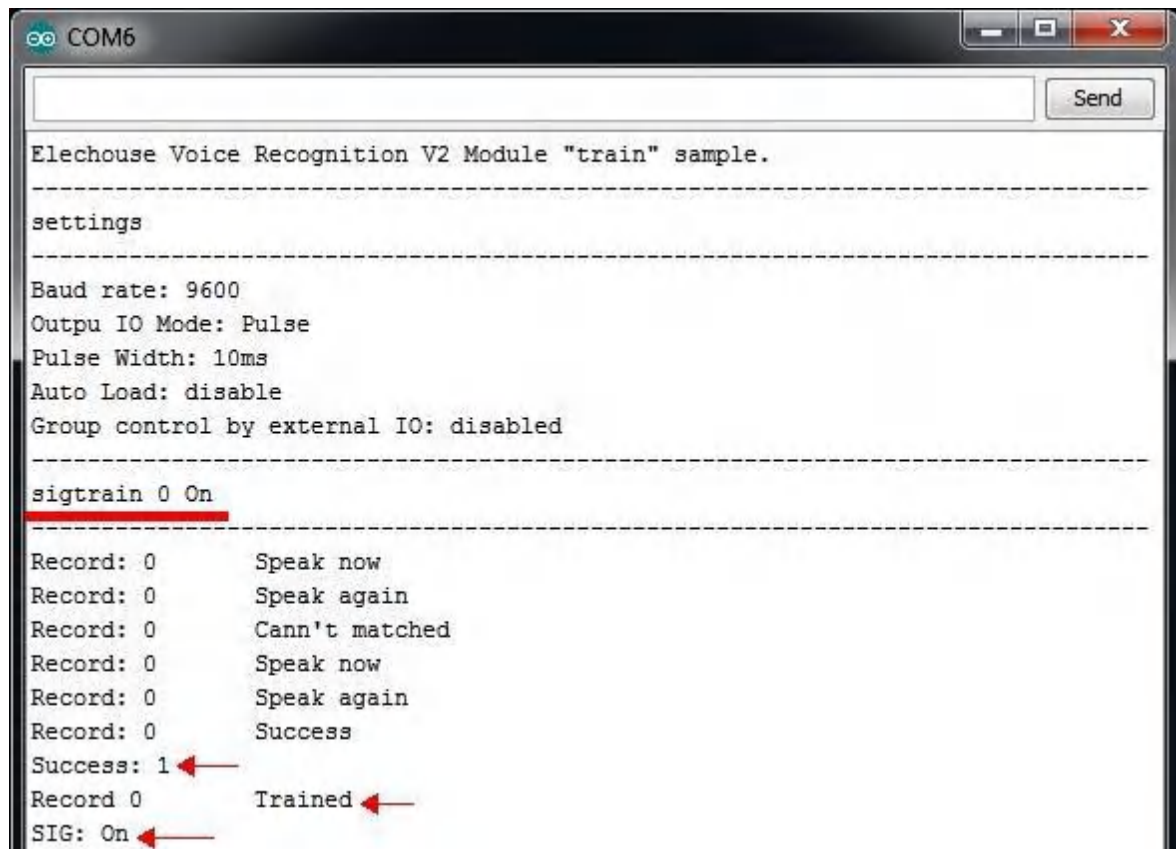 COM6
Send
Elechouse Voice Recognition V2 Module "train" sample.
--------------------------------------------------------------------------------
settings
--------------------------------------------------------------------------------
Baud rate: 9600
Outpu IO Mode: Pulse
Pulse Width: 10ms
Auto Load: disable
Group control by external IO: disabled
--------------------------------------------------------------------------------
sigtrain 0 On
--------------------------------------------------------------------------------
Record: 0 Speak now
Record: 0 Speak again
Record: 0 Cann't matched
Record: 0 Speak now
Record: 0 Speak again
Record: 0 Success
Success: 1
Record 0 Trained
SIG: On